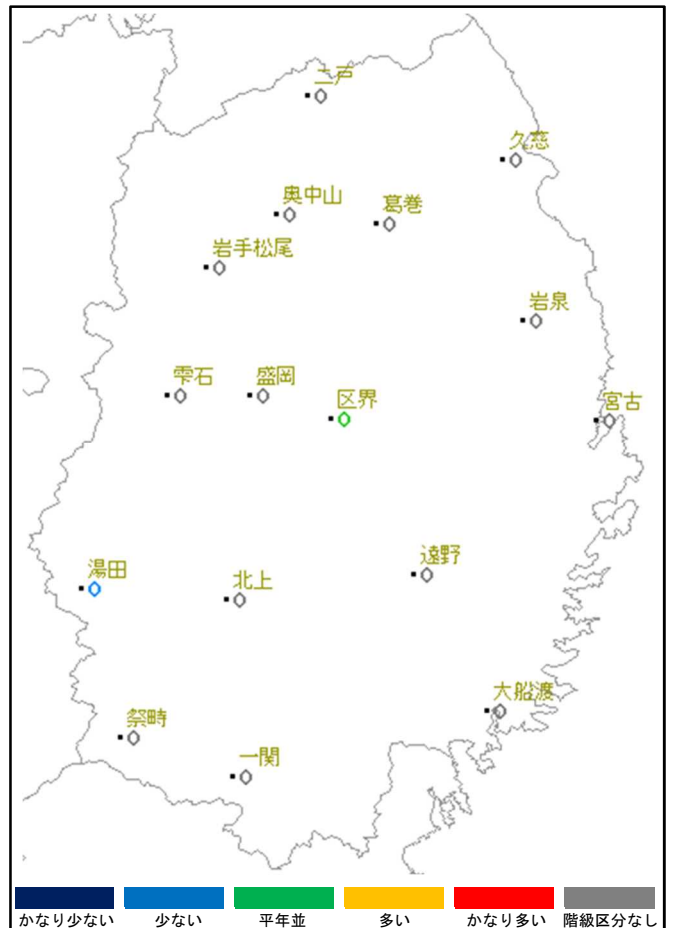 二戸
久慈
奥中山
葛巻
岩手松尾
岩泉
雫石
盛岡
区界
宮古
湯田
北上
遠野
大船渡
祭畤
一関
かなり少ない 少ない 平年並 多い かなり多い 階級区分なし